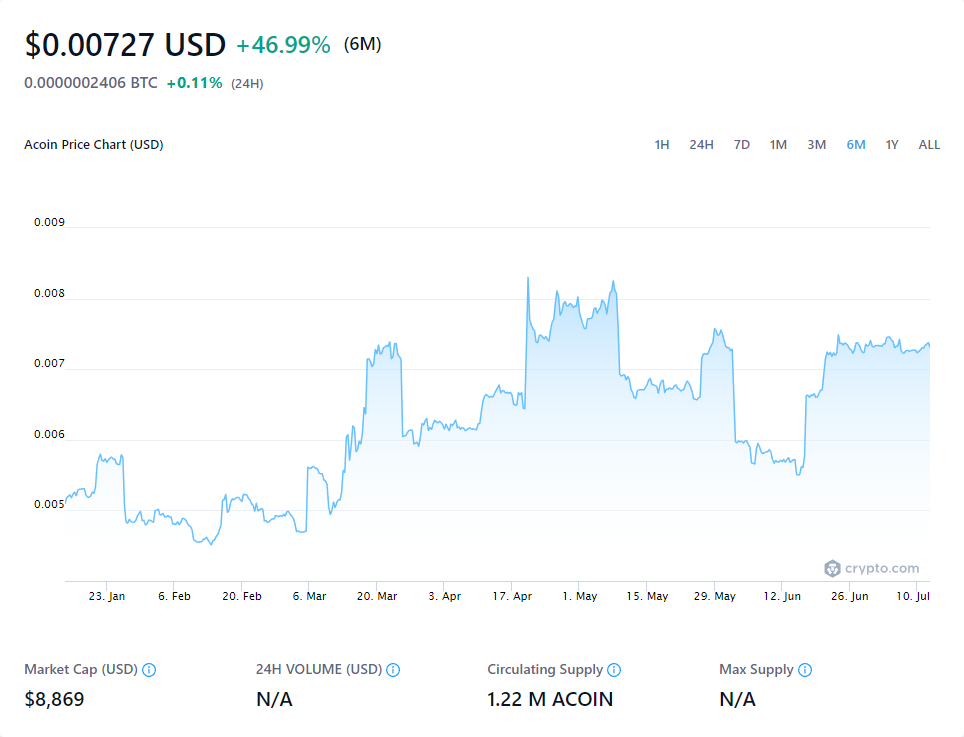 $0.00727 USD +46.99% (6M)
0.0000002406 BTC +0.11% (24H)
Acoin Price Chart (USD) 1H 24H 7D 1M 3M 6M 1Y ALL
0.009
0.008
0.007
0.006
0.005
crypto.com
23. Jan 6. Feb 20. Feb 6. Mar 20. Mar 3. Apr 17. Apr 1. May 15. May 29. May 12. Jun 26. Jun 10. Jul
Market Cap (USD) 24H VOLUME (USD) Circulating Supply Max Supply
$8,869 N/A 1.22 M ACOIN N/A